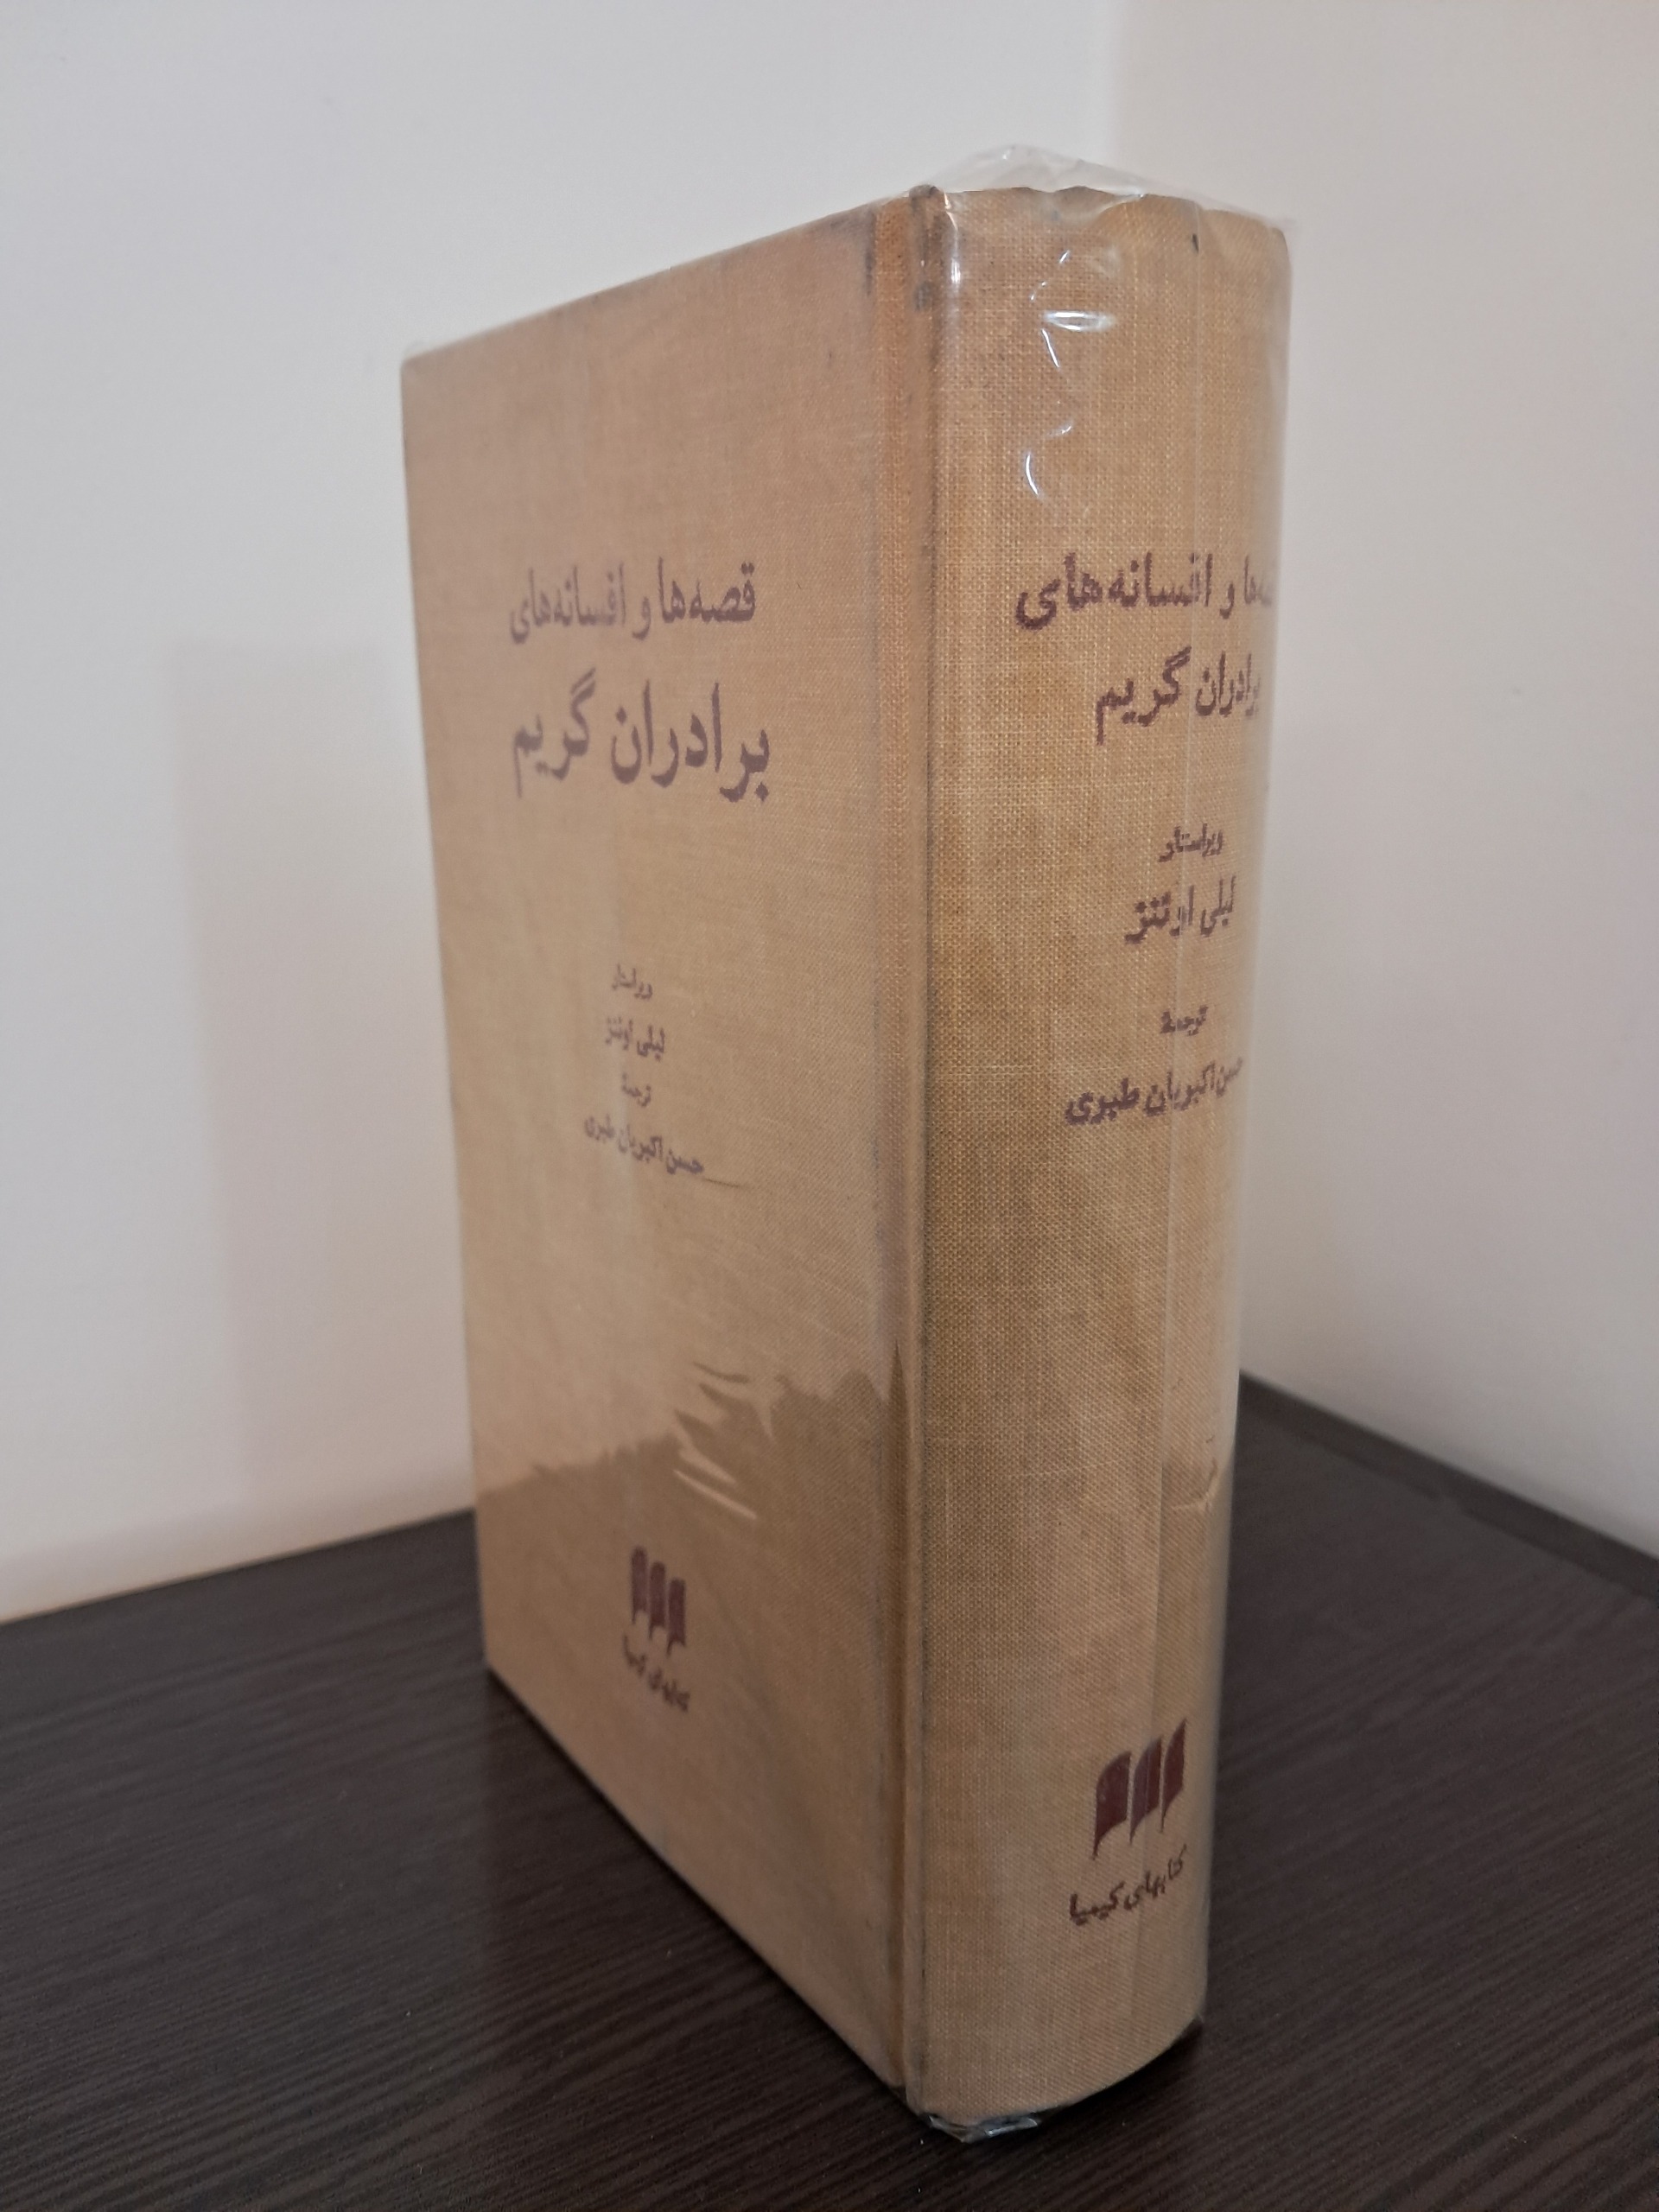 قصه‌ها و افسانه‌های
برادران گریم
ویراستار
لیلی اوئنز
ترجمهٔ
حسن اکبریان طبری
کتابهای کیمیا
ها و افسانه‌های
برادران گریم
ویراستار
لیلی اوئنز
ترجمهٔ
حسن اکبریان طبری
کتابهای کیمیا